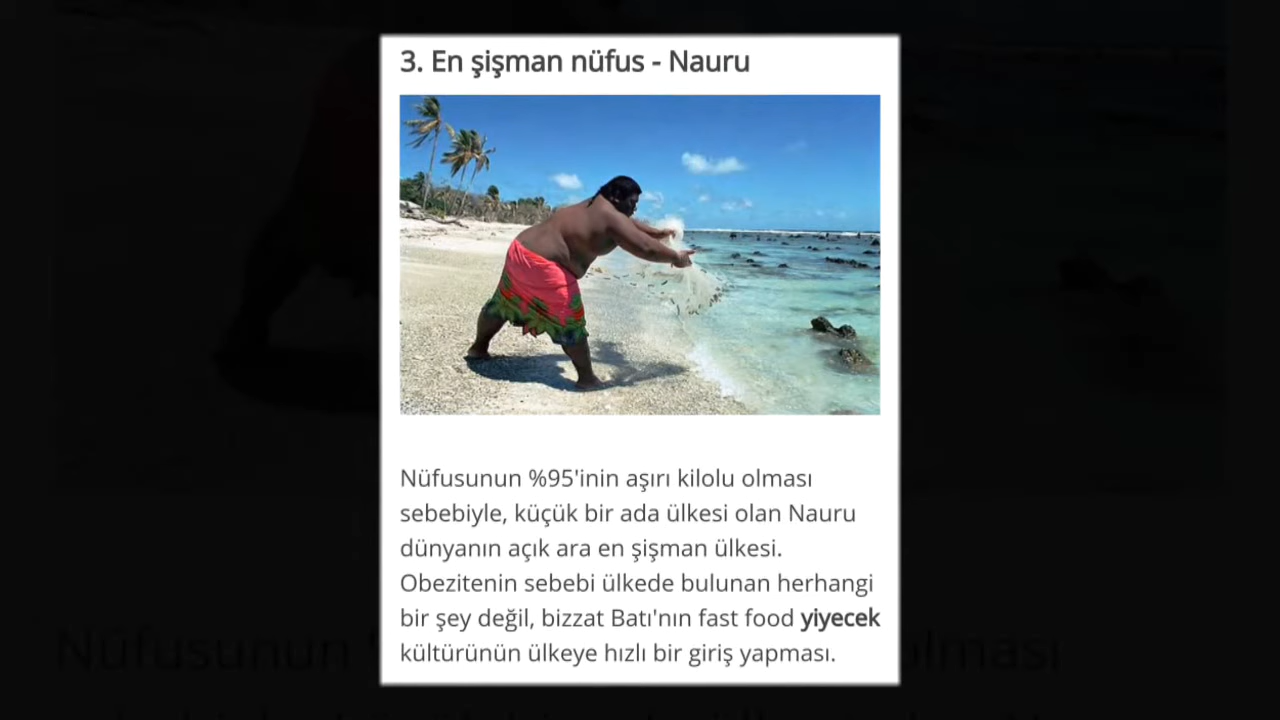 3. En şişman nüfus - Nauru
Nüfusunun %95'inin aşırı kilolu olması
sebebiyle, küçük bir ada ülkesi olan Nauru
dünyanın açık ara en şişman ülkesi.
Obezitenin sebebi ülkede bulunan herhangi
bir şey değil, bizzat Batı'nın fast food yiyecek
kültürünün ülkeye hızlı bir giriş yapması.